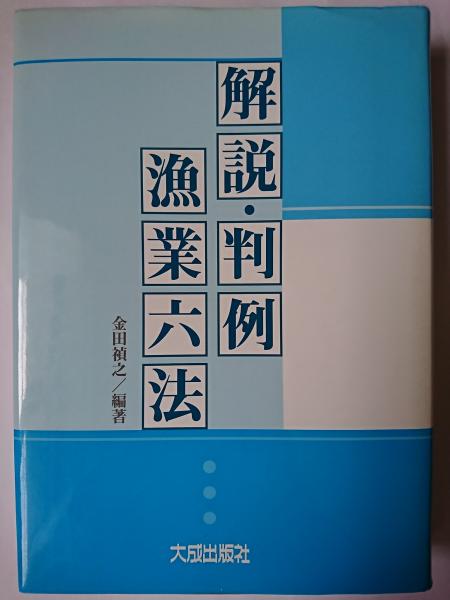 解説・判例
漁業六法
金田禎之/編著
大成出版社